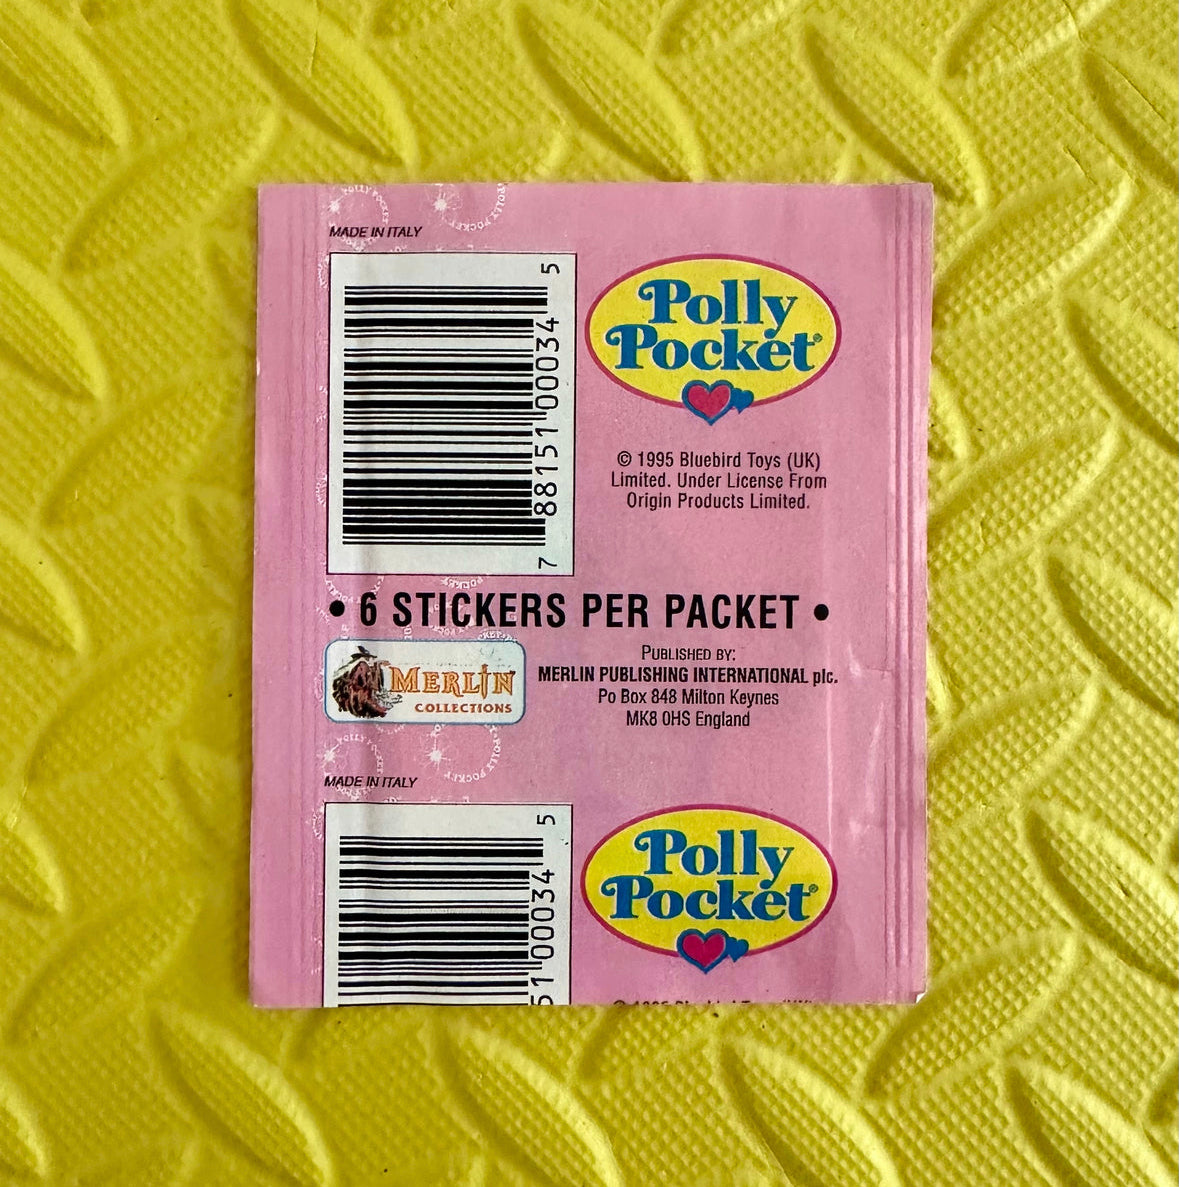 MADE IN ITALY
7 88151 00034 5
Polly
Pocket®
© 1995 Bluebird Toys (UK)
Limited. Under License From
Origin Products Limited.
• 6 STICKERS PER PACKET •
MERLIN
COLLECTIONS
PUBLISHED BY:
MERLIN PUBLISHING INTERNATIONAL plc.
Po Box 848 Milton Keynes
MK8 0HS England
POLLY POCKET
MADE IN ITALY
51 00034 5
Polly
Pocket®